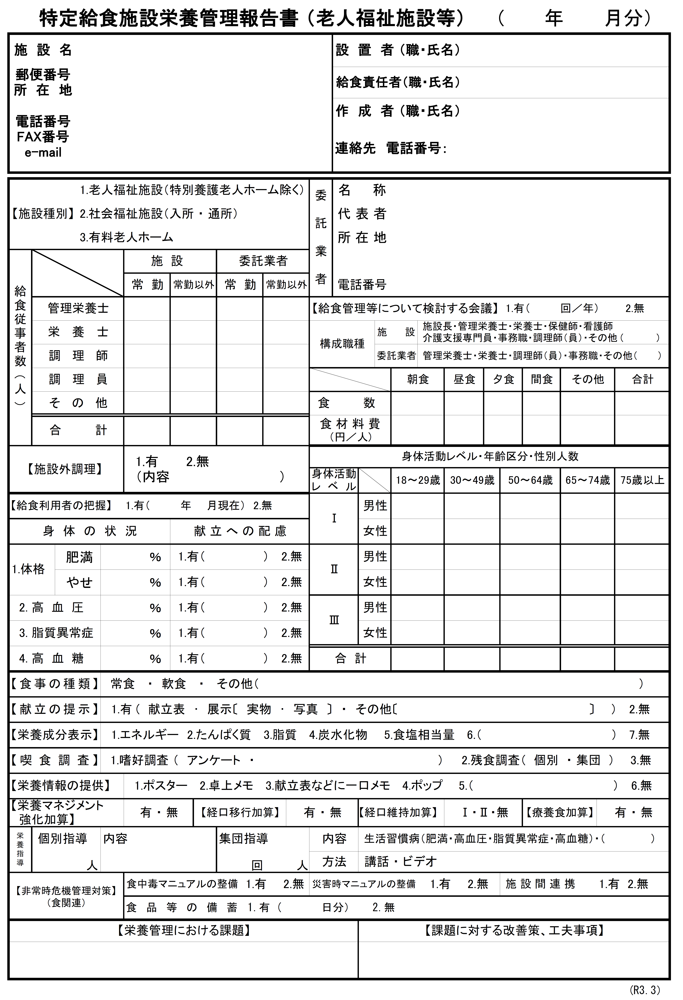 特定給食施設栄養管理報告書（老人福祉施設等）　（　　年　　月分）
施 設 名
郵便番号
所 在 地
電話番号
FAX番号
e-mail
設 置 者（職・氏名）
給食責任者（職・氏名）
作 成 者（職・氏名）
連絡先　電話番号：
【施設種別】
1.老人福祉施設（特別養護老人ホーム除く）
2.社会福祉施設（入所 ・ 通所）
3.有料老人ホーム
委託業者
名　称
代 表 者
所 在 地
電話番号
給食従事者数（人）
施 設　委託業者
常 勤　常勤以外　常 勤　常勤以外
管理栄養士
栄 養 士
調 理 師
調 理 員
そ の 他
合　計
【給食管理等について検討する会議】 1.有（　　回／年）　2.無
構成職種
施 設　施設長・管理栄養士・栄養士・保健師・看護師
介護支援専門員・事務職・調理師（員）・その他（　　）
委託業者　管理栄養士・栄養士・調理師（員）・事務職・その他（　　）
朝食　昼食　夕食　間食　その他　合計
食　数
食 材 料 費
（円／人）
【施設外調理】
1.有　2.無
（内容　　）
身体活動レベル・年齢区分・性別人数
身体活動
レ ベ ル
18～29歳　30～49歳　50～64歳　65～74歳　75歳以上
Ⅰ　男性
女性
Ⅱ　男性
女性
Ⅲ　男性
女性
合 計
【給食利用者の把握】　1.有（　　年　　月現在）　2.無
身 体 の 状 況　献 立 へ の 配 慮
1.体格　肥満　％　1.有（　　）　2.無
やせ　％　1.有（　　）　2.無
2. 高 血 圧　％　1.有（　　）　2.無
3. 脂質異常症　％　1.有（　　）　2.無
4. 高 血 糖　％　1.有（　　）　2.無
【 食 事 の 種 類 】　常食　・　軟食　・　その他（　　）
【 献 立 の 提 示 】　1.有（　献立表　・　展示〔　実物　・　写真　〕・　その他〔　　〕　）　2.無
【栄養成分表示】　1.エネルギー　2.たんぱく質　3.脂質　4.炭水化物　5.食塩相当量　6.（　　）　7.無
【 喫 食 調 査 】　1.嗜好調査（　アンケート　・　　）　2.残食調査（　個別　・集団　）　3.無
【栄養情報の提供】　1.ポスター　2.卓上メモ　3.献立表などに一口メモ　4.ポップ　5.（　　）　6.無
【栄養マネジメント
強化加算】
有 ・ 無　【経口移行加算】　有 ・ 無　【経口維持加算】　Ⅰ ・Ⅱ ・無　【療養食加算】　有 ・ 無
栄養指導
個別指導　内容
人
集団指導
回　人
内容　生活習慣病（肥満・高血圧・脂質異常症・高血糖）・（　　）
方法　講話 ・ ビデオ
【非常時危機管理対策】
（食関連）
食中毒マニュアルの整備　1.有　2.無　災害時マニュアルの整備　1.有　2.無　施 設 間 連 携　1.有　2.無
食 品 等 の 備 蓄　1. 有 （　　日分）　2. 無
【栄養管理における課題】
【課題に対する改善策、工夫事項】
（R3.3）